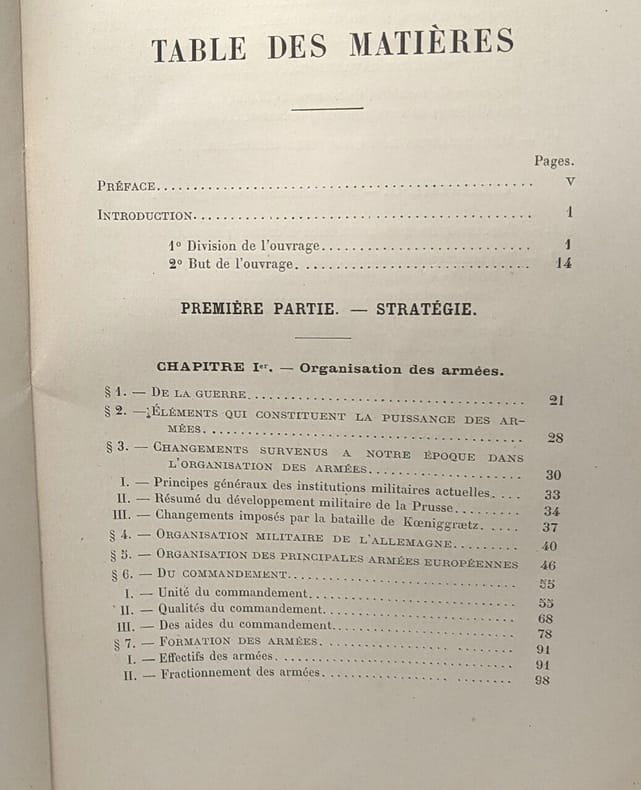 TABLE DES MATIÈRES
Pages.
PRÉFACE................................................ V
INTRODUCTION........................................... 1
1º Division de l'ouvrage............................ 1
2º But de l'ouvrage................................ 14
PREMIÈRE PARTIE. — STRATÉGIE.
CHAPITRE Ier. — Organisation des armées.
§ 1. — DE LA GUERRE.................................... 21
§ 2. — ÉLÉMENTS QUI CONSTITUENT LA PUISSANCE DES AR-
MÉES............................................ 28
§ 3. — CHANGEMENTS SURVENUS A NOTRE ÉPOQUE DANS
L'ORGANISATION DES ARMÉES.................... 30
I. — Principes généraux des institutions militaires actuelles.... 33
II. — Résumé du développement militaire de la Prusse......... 34
III. — Changements imposés par la bataille de Kœniggrætz..... 37
§ 4. — ORGANISATION MILITAIRE DE L'ALLEMAGNE......... 40
§ 5. — ORGANISATION DES PRINCIPALES ARMÉES EUROPÉENNES 46
§ 6. — DU COMMANDEMENT............................... 55
I. — Unité du commandement............................ 55
II. — Qualités du commandement......................... 68
III. — Des aides du commandement........................ 78
§ 7. — FORMATION DES ARMÉES........................... 91
I. — Effectifs des armées............................... 91
II. — Fractionnement des armées......................... 98